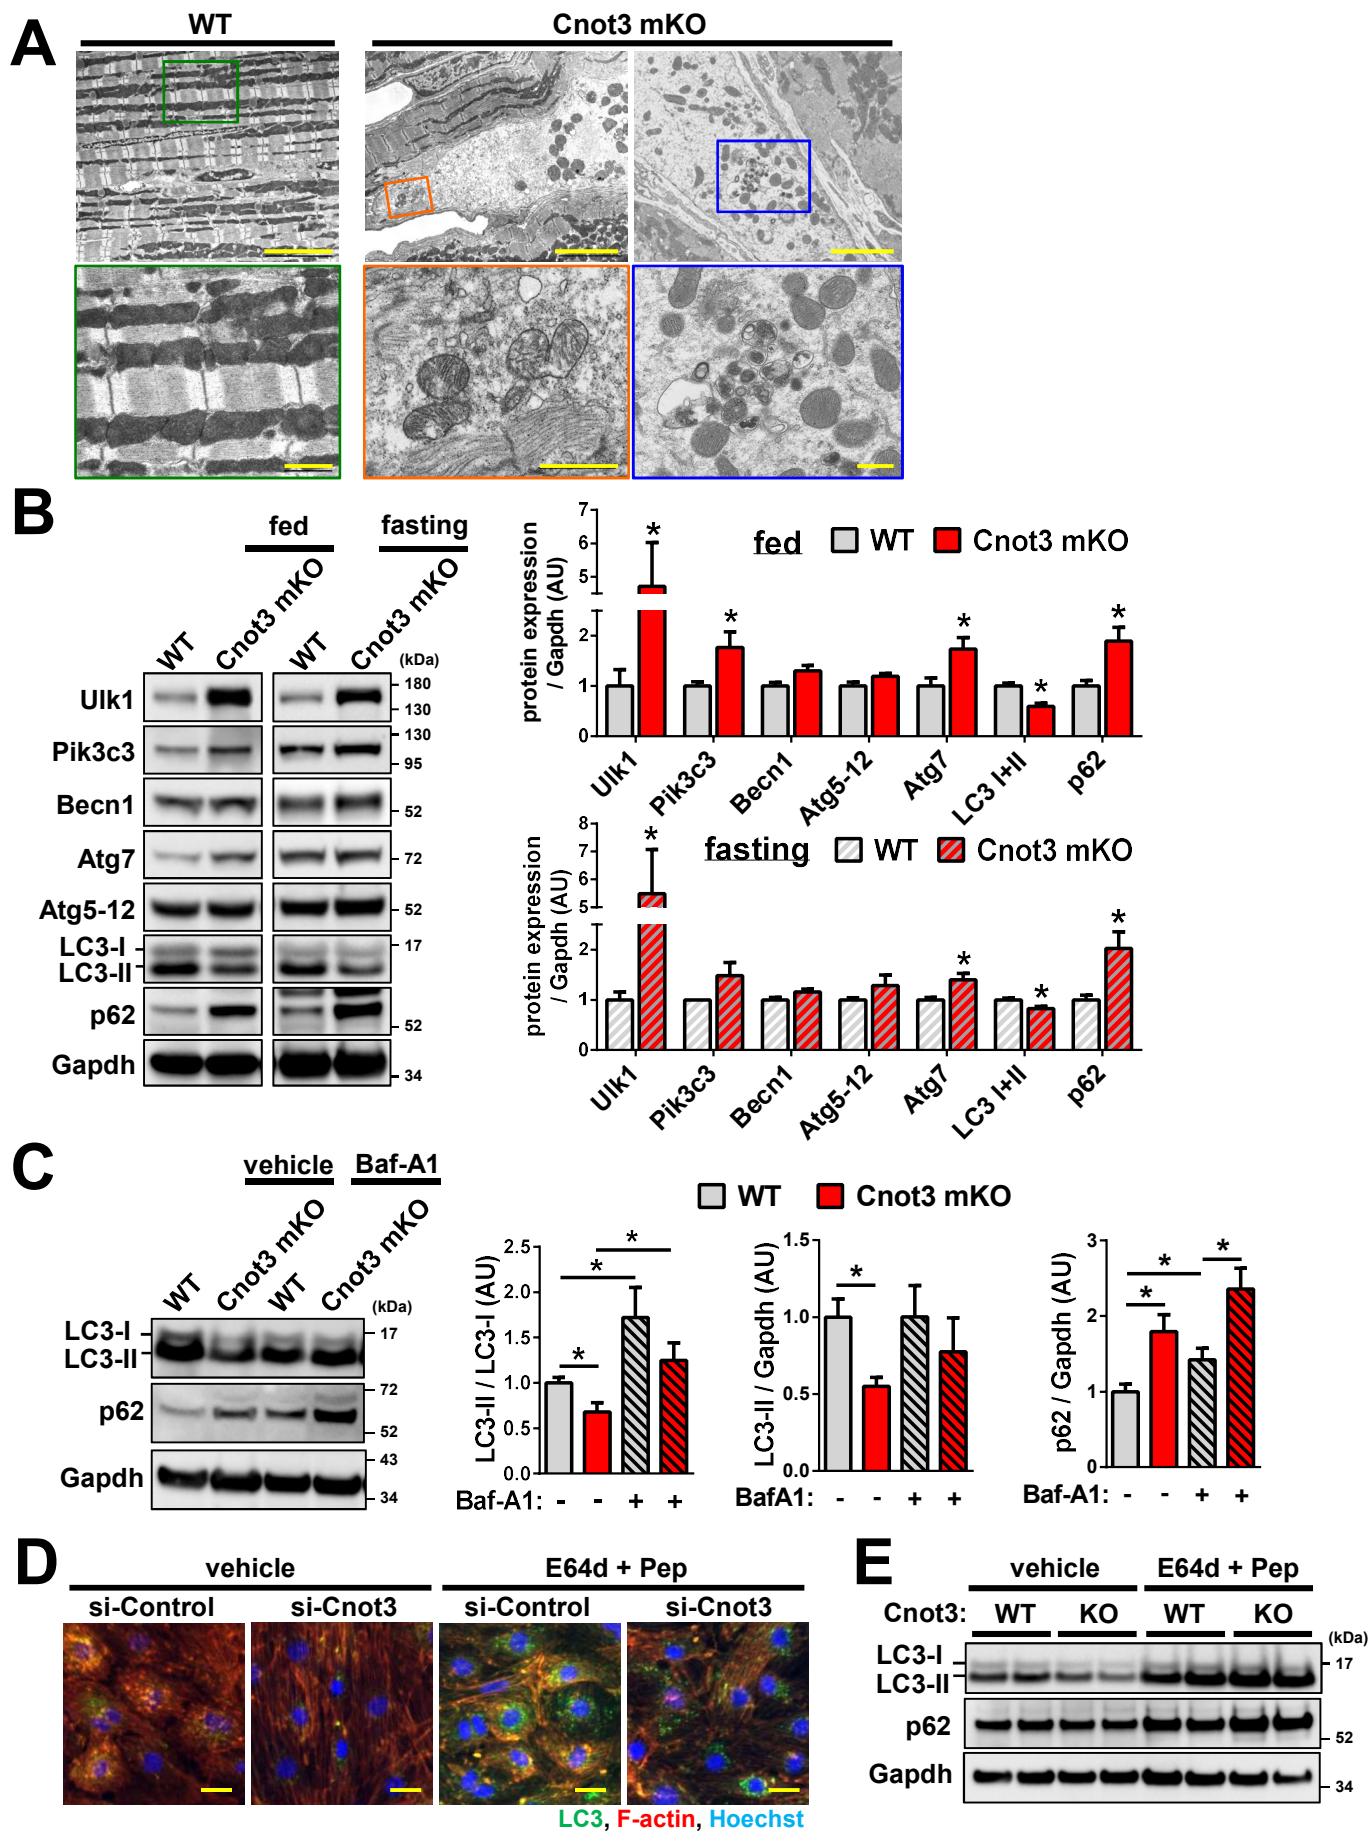 A
WT
Cnot3 mKO
B
fed
fasting
WT
Cnot3 mKO
WT
Cnot3 mKO
(kDa)
Ulk1
180
130
Pik3c3
130
95
Becn1
52
Atg7
72
Atg5-12
52
LC3-I
17
LC3-II
p62
52
Gapdh
34
protein expression
/ Gapdh (AU)
7
6
5
2
1
0
fed
WT
Cnot3 mKO
*
*
*
*
*
Ulk1
Pik3c3
Becn1
Atg5-12
Atg7
LC3 I+II
p62
protein expression
/ Gapdh (AU)
8
7
6
5
2
1
0
fasting
WT
Cnot3 mKO
*
*
*
*
Ulk1
Pik3c3
Becn1
Atg5-12
Atg7
LC3 I+II
p62
C
vehicle
Baf-A1
WT
Cnot3 mKO
WT
Cnot3 mKO
(kDa)
LC3-I
17
LC3-II
p62
72
52
Gapdh
43
34
WT
Cnot3 mKO
LC3-II / LC3-I (AU)
2.5
2.0
1.5
1.0
0.5
0.0
*
*
*
Baf-A1: - - + +
LC3-II / Gapdh (AU)
1.5
1.0
0.5
0.0
*
BafA1: - - + +
p62 / Gapdh (AU)
3
2
1
0
*
*
*
Baf-A1: - - + +
D
vehicle
E64d + Pep
si-Control
si-Cnot3
si-Control
si-Cnot3
LC3, F-actin, Hoechst
E
vehicle
E64d + Pep
Cnot3: WT KO WT KO
(kDa)
LC3-I
17
LC3-II
p62
52
Gapdh
34